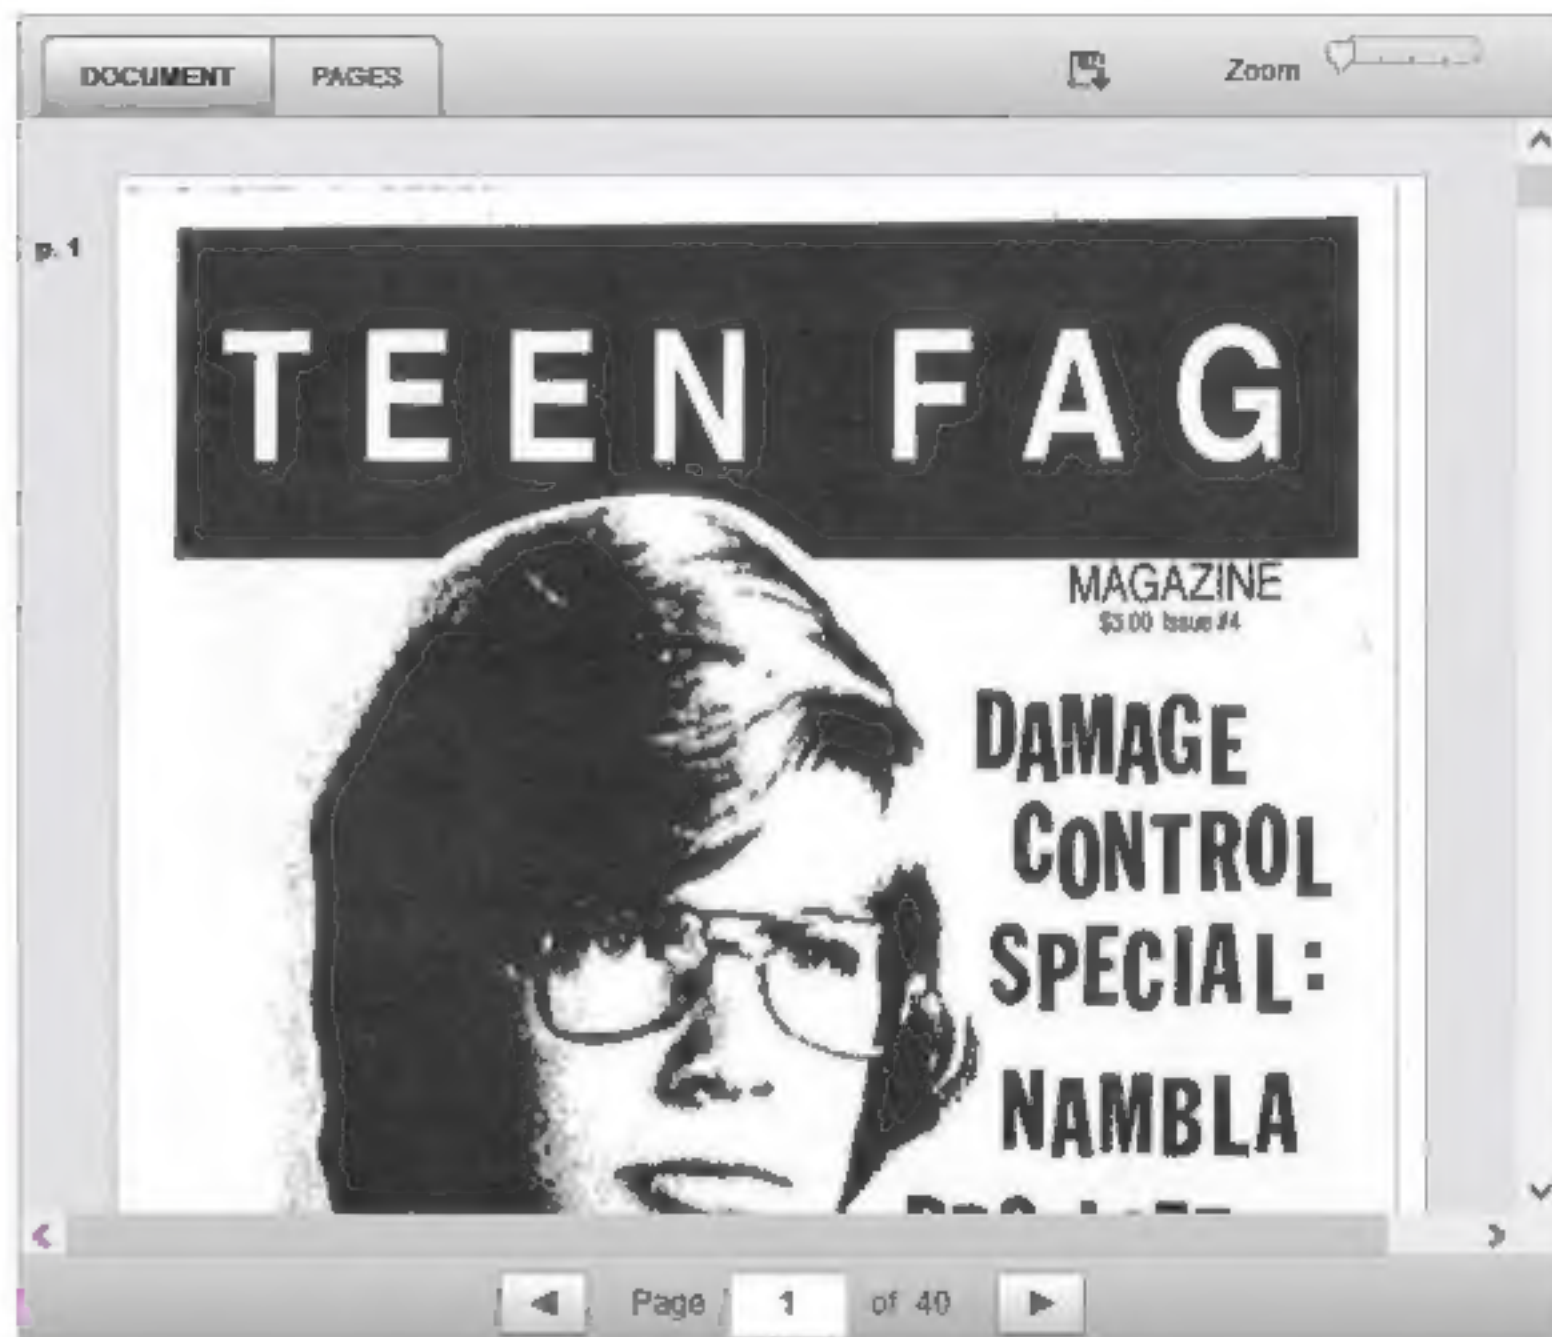 DOCUMENT PAGES Zoom
p. 1
TEEN FAG
MAGAZINE
$3.00 Issue #4
DAMAGE
CONTROL
SPECIAL:
NAMBLA
Page 1 of 40